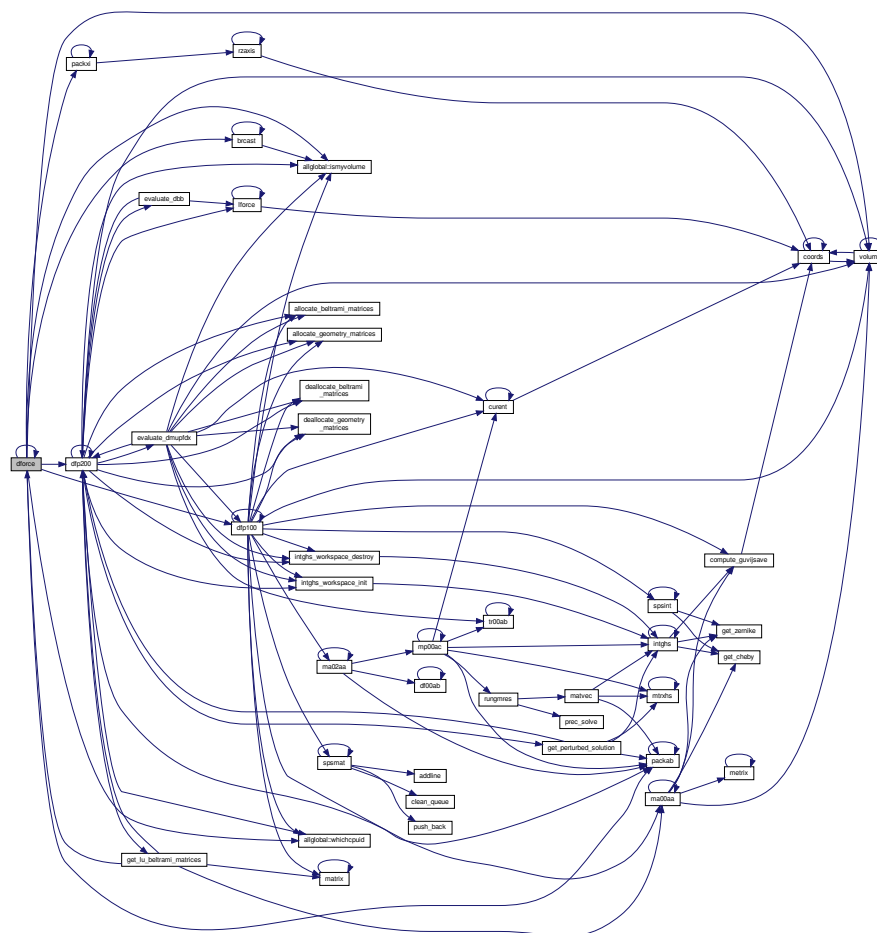 packxi
rzaxis
brcast
allglobal::ismyvolume
evaluate_dbb
lforce
coords
volum
allocate_beltrami_matrices
allocate_geometry_matrices
deallocate_beltrami
_matrices
curent
deallocate_geometry
_matrices
evaluate_dmupfdx
dforce
dfp200
dfp100
intghs_workspace_destroy
compute_guvijsave
intghs_workspace_init
spsint
tr00ab
get_zernike
mp00ac
intghs
get_cheby
ma02aa
df00ab
rungmres
matvec
mtnxhs
prec_solve
get_perturbed_solution
packab
spsmat
addline
metrix
clean_queue
ma00aa
push_back
allglobal::whichcpuid
get_lu_beltrami_matrices
matrix